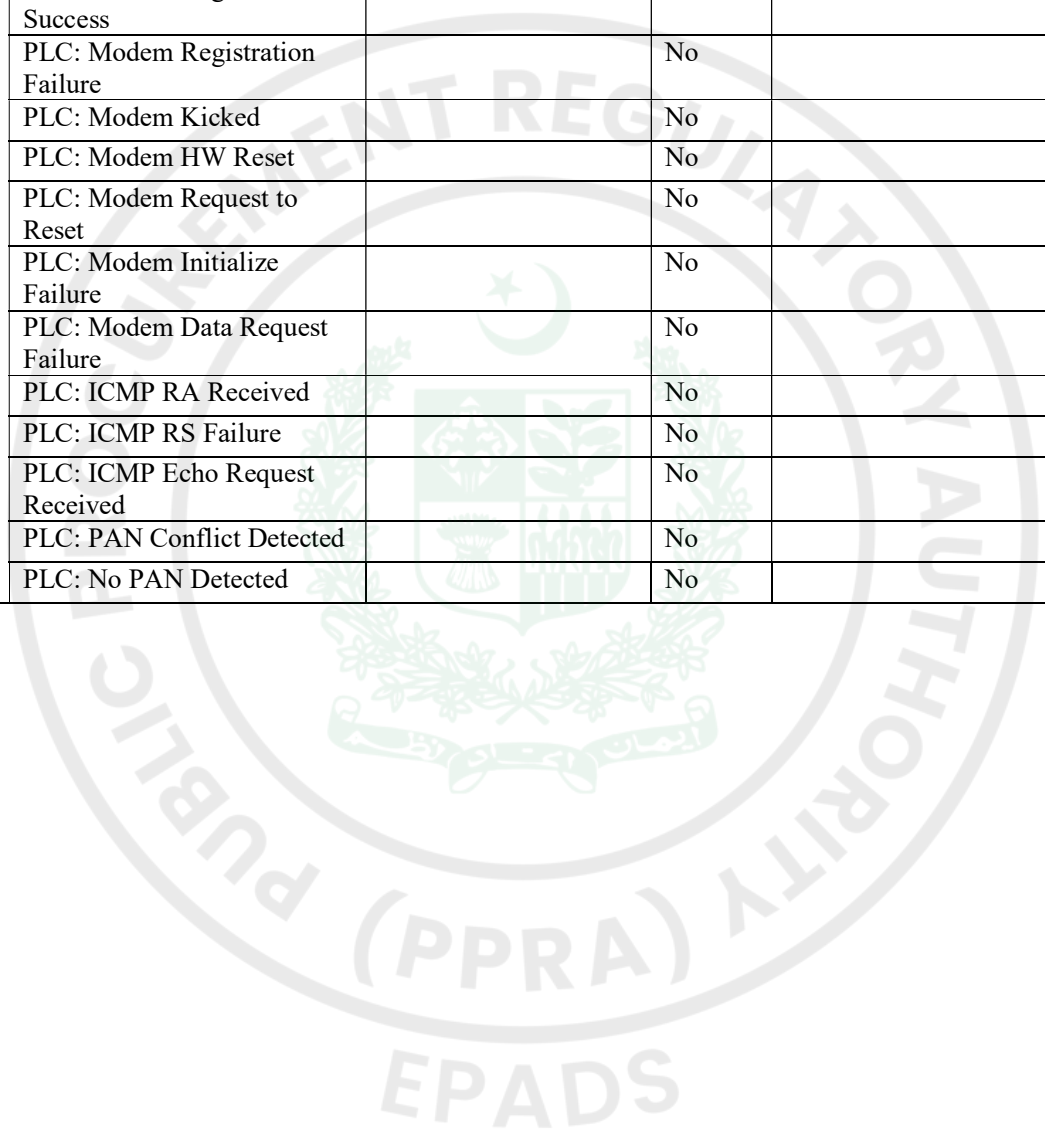 Success
PLC: Modem Registration No
Failure
PLC: Modem Kicked No
PLC: Modem HW Reset No
PLC: Modem Request to No
Reset
PLC: Modem Initialize No
Failure
PLC: Modem Data Request No
Failure
PLC: ICMP RA Received No
PLC: ICMP RS Failure No
PLC: ICMP Echo Request No
Received
PLC: PAN Conflict Detected No
PLC: No PAN Detected No
PUBLIC PROCUREMENT REGULATORY AUTHORITY
(PPRA)
EPADS